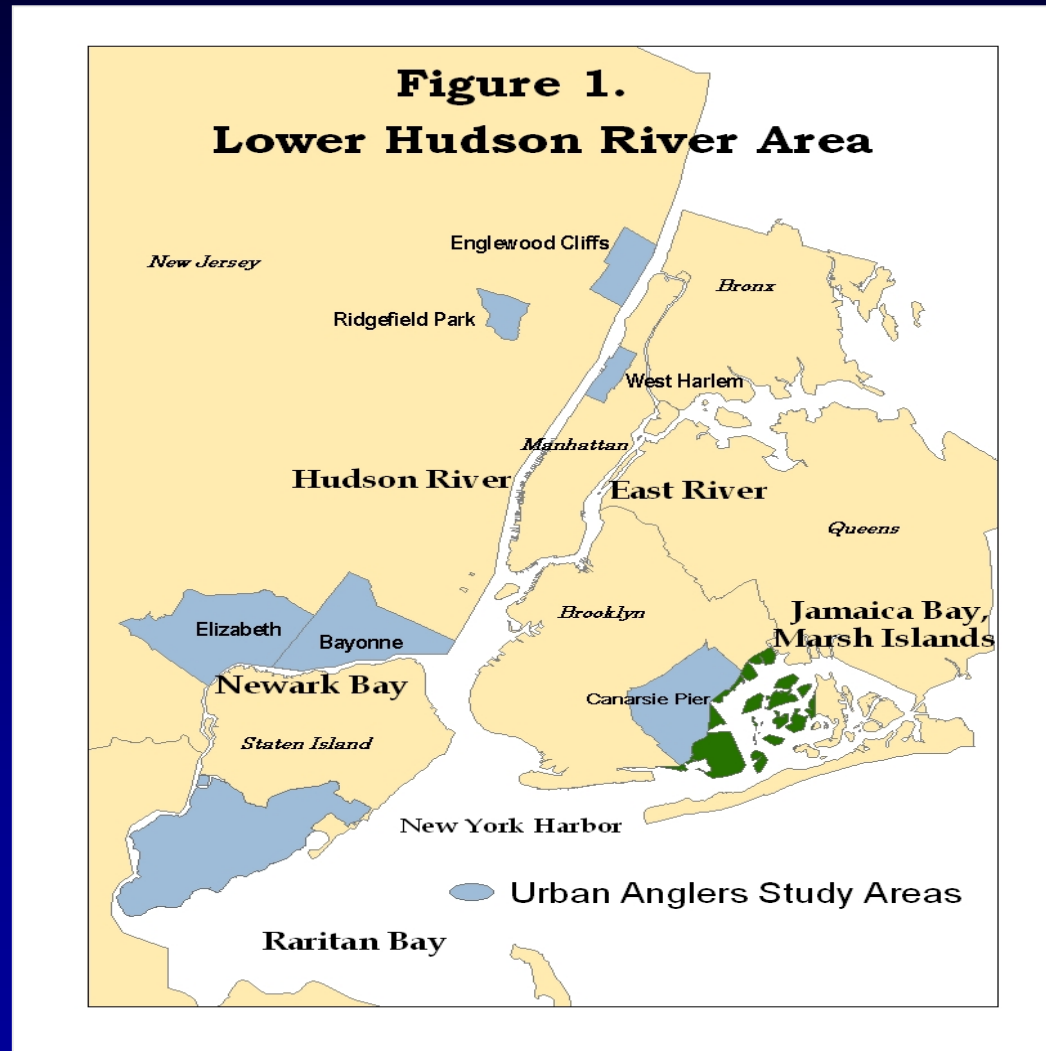 Figure 1.
Lower Hudson River Area
Englewood Cliffs
New Jersey
Bronx
Ridgefield Park
West Harlem
Manhattan
Hudson River
East River
Queens
Brooklyn
Jamaica Bay,
Marsh Islands
Elizabeth
Bayonne
Newark Bay
Canarsie Pier
Staten Island
New York Harbor
Urban Anglers Study Areas
Raritan Bay